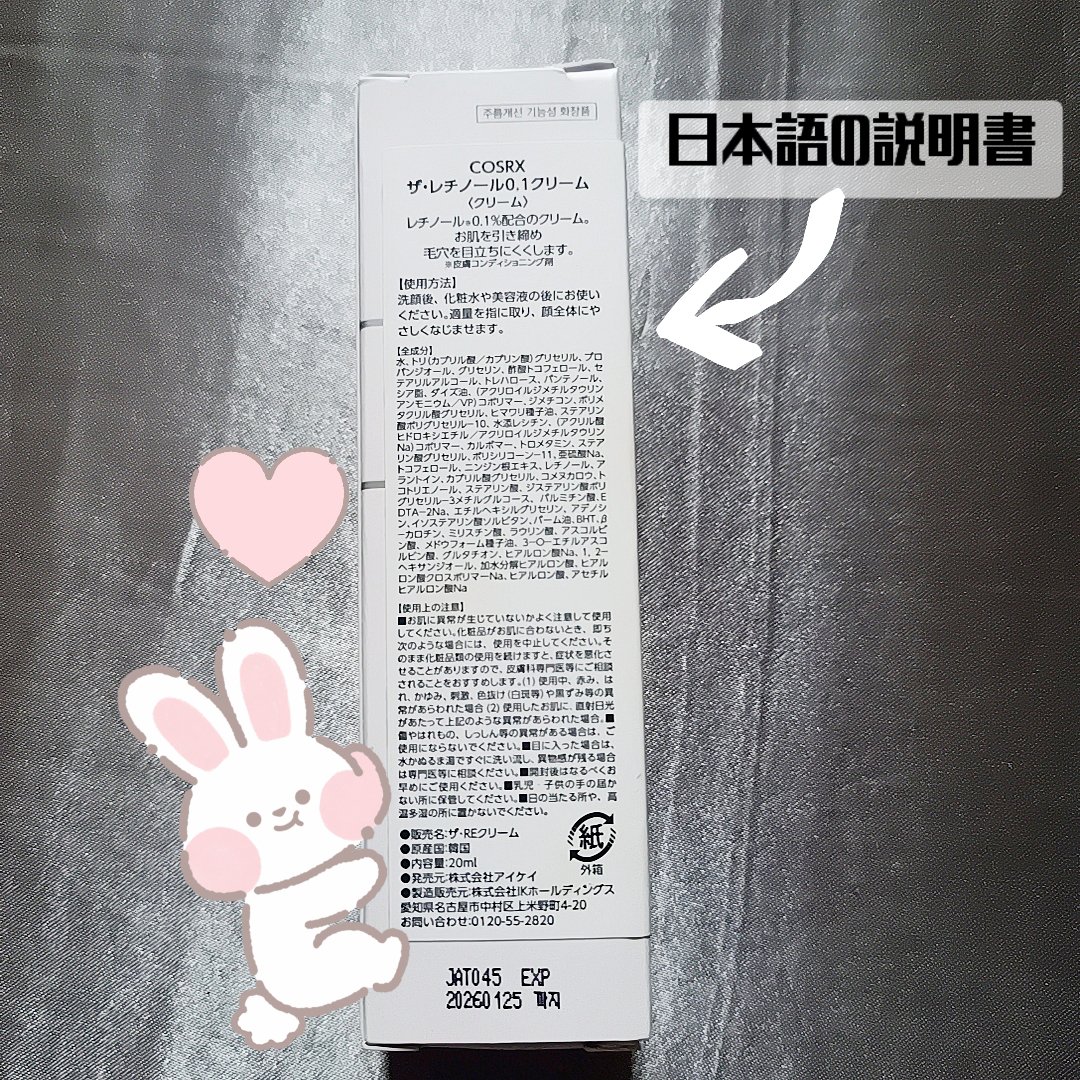 日本語の説明書
주름개선 기능성 화장품
COSRX
ザ・レチノール0.1クリーム
〈クリーム〉
レチノール※0.1%配合のクリーム。
お肌を引き締め
毛穴を目立ちにくくします。
※皮膚コンディショニング剤
【使用方法】
洗顔後、化粧水や美容液の後にお使い
ください。適量を指に取り、顔全体にや
さしくなじませます。
【全成分】
水、トリ(カプリル酸/カプリン酸)グリセリル、プロ
パンジオール、グリセリン、酢酸トコフェロール、セ
テアリルアルコール、トレハロース、パンテノール、
シア脂、ダイズ油、(アクリロイルジメチルタウリン
アンモニウム/VP)コポリマー、ジメチコン、ポリメ
タクリル酸グリセリル、ヒマワリ種子油、ステアリン
酸ポリグリセリル-10、水添レシチン、(アクリル酸
ヒドロキシエチル/アクリロイルジメチルタウリン
Na)コポリマー、カルボマー、トロメタミン、ステア
リン酸グリセリル、ポリシリコーン-11、亜硫酸Na、
トコフェロール、ニンジン根エキス、レチノール、ア
ラントイン、カプリル酸グリセリル、コメヌカロウ、ト
コトリエノール、ステアリン酸、ジステアリン酸ポリ
グリセリル-3メチルグルコース、パルミチン酸、E
DTA-2Na、エチルヘキシルグリセリン、アデノシ
ン、イソステアリン酸ソルビタン、パーム油、BHT、β
-カロチン、ミリスチン酸、ラウリン酸、アスコルビ
ン酸、メドウフォーム種子油、3-O-エチルアスコ
ルビン酸、グルタチオン、ヒアルロン酸Na、1,2-
ヘキサンジオール、加水分解ヒアルロン酸、ヒアル
ロン酸クロスポリマーNa、ヒアルロン酸、アセチル
ヒアルロン酸Na
【使用上の注意】
■お肌に異常が生じていないかよく注意して使用
してください。化粧品がお肌に合わないとき、即ち
次のような場合には、使用を中止してください。そ
のまま化粧品類の使用を続けますと、症状を悪化さ
せることがありますので、皮膚科専門医等にご相談
されることをおすすめします。(1)使用中、赤み、は
れ、かゆみ、刺激、色抜け(白斑等)や黒ずみ等の異
常があらわれた場合(2)使用したお肌に、直射日光
があたって上記のような異常があらわれた場合。■
傷やはれもの、しっしん等の異常がある場合は、ご
使用にならないでください。■目に入った場合は、
水かぬるま湯ですぐに洗い流し、異物感が残る場合
は専門医等に相談ください。■開封後はなるべくお
早めにご使用ください。■乳児・子供の手の届か
ない所に保管してください。■日の当たる所や、高
温多湿の所に置かないでください。
●販売名:ザ・REクリーム
●原産国:韓国
●内容量:20ml
●発売元:株式会社アイケイ
●製造販売元:株式会社IKホールディングス
愛知県名古屋市中村区上米野町4-20
お問い合わせ:0120-55-2820
紙
外箱
JAT045 EXP
20260125 까지